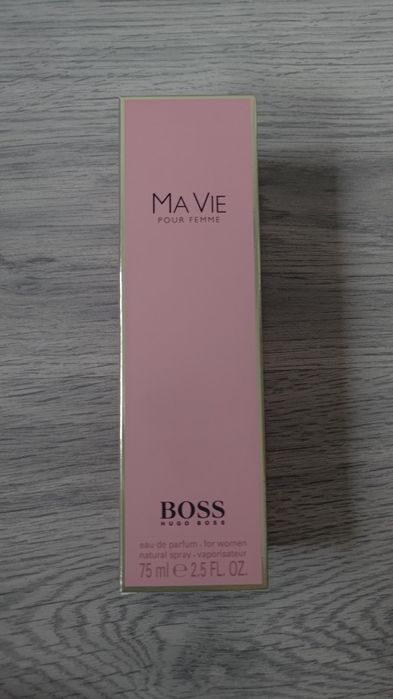 MA VIE
POUR FEMME
BOSS
HUGO BOSS
eau de parfum - for women
natural spray - vaporisateur
75 ml ℮ 2.5 FL. OZ.